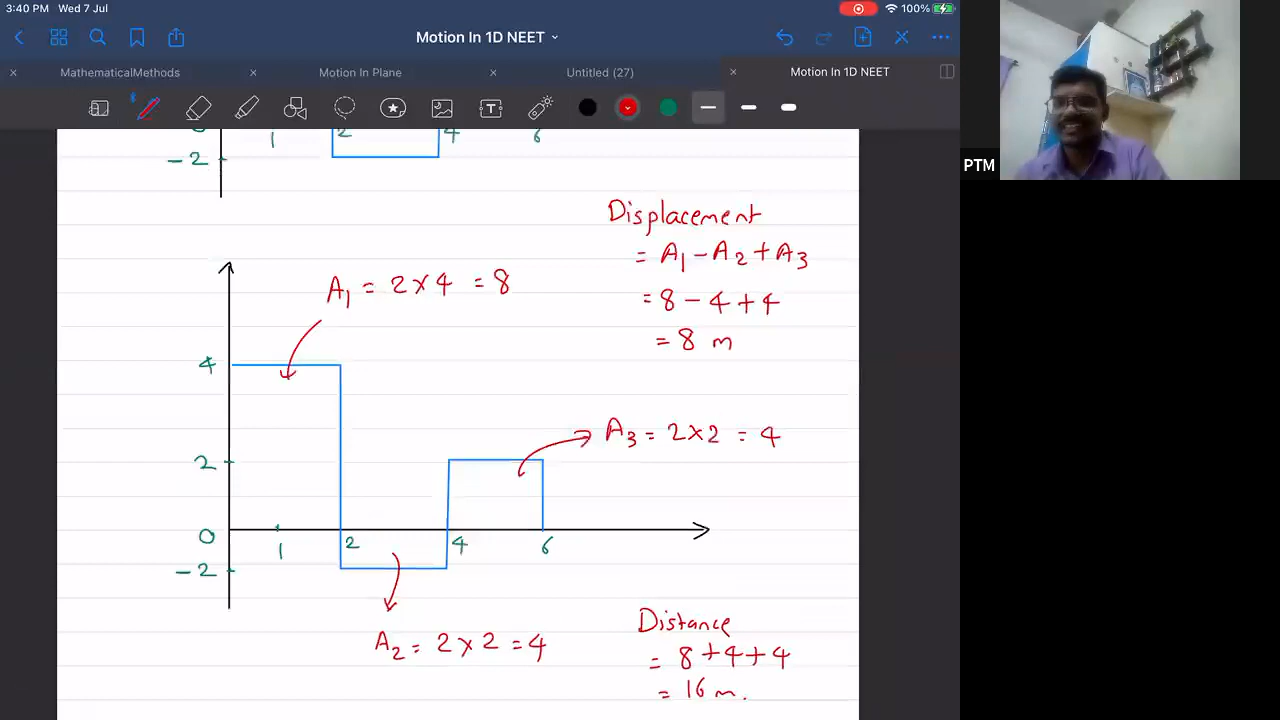 3:40 PM Wed 7 Jul
100%
Motion In 1D NEET
MathematicalMethods
Motion In Plane
Untitled (27)
Motion In 1D NEET
T
PTM
1
2
4
6
-2
Displacement
= A1 - A2 + A3
= 8 - 4 + 4
= 8 m
A1 = 2 × 4 = 8
4
A3 = 2×2 = 4
2
0
1
2
4
6
-2
A2 = 2 × 2 = 4
Distance
= 8 + 4 + 4
= 16 m.